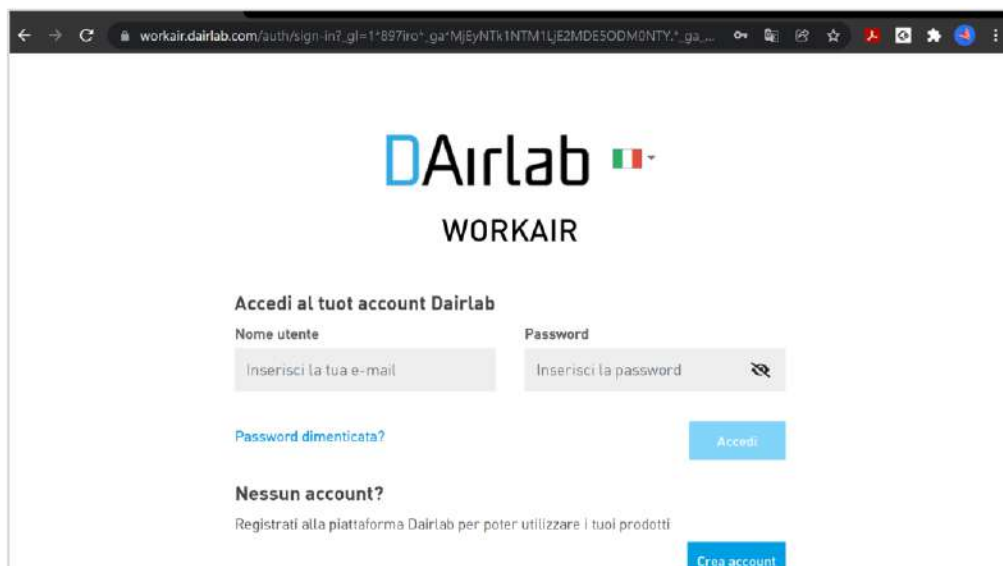 workair.dairlab.com/auth/sign-in?_gl=1*897iro*_ga*MjEyNTk1NTM1LjE2MDE5ODM0NTY.*_ga_...
DAırlab
WORKAIR
Accedi al tuot account Dairlab
Nome utente Password
Inserisci la tua e-mail Inserisci la password
Password dimenticata? Accedi
Nessun account?
Registrati alla piattaforma Dairlab per poter utilizzare i tuoi prodotti
Crea account